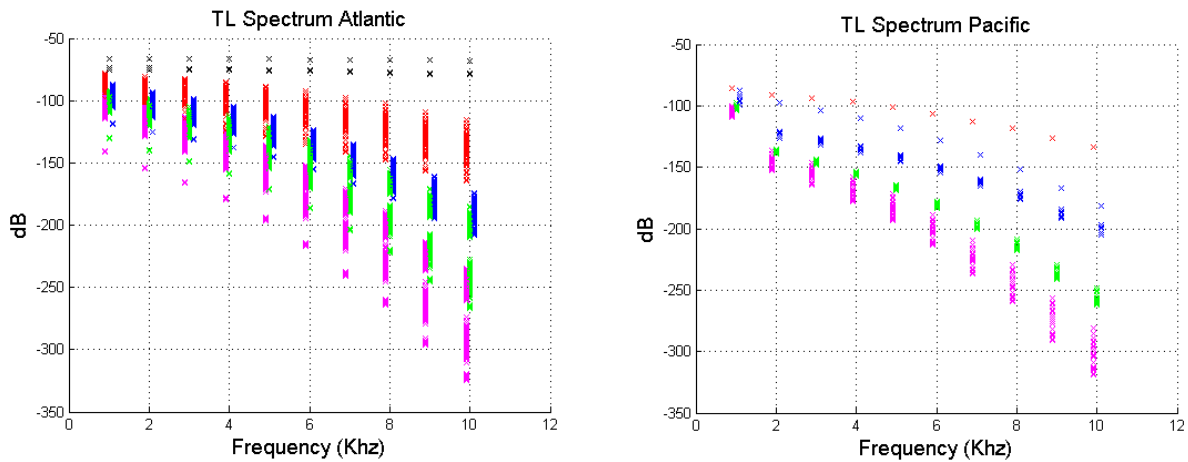 TL Spectrum Atlantic
-50
-100
-150
-200
-250
-300
-350
dB
0 2 4 6 8 10 12
Frequency (Khz)
TL Spectrum Pacific
-50
-100
-150
-200
-250
-300
-350
dB
0 2 4 6 8 10 12
Frequency (Khz)